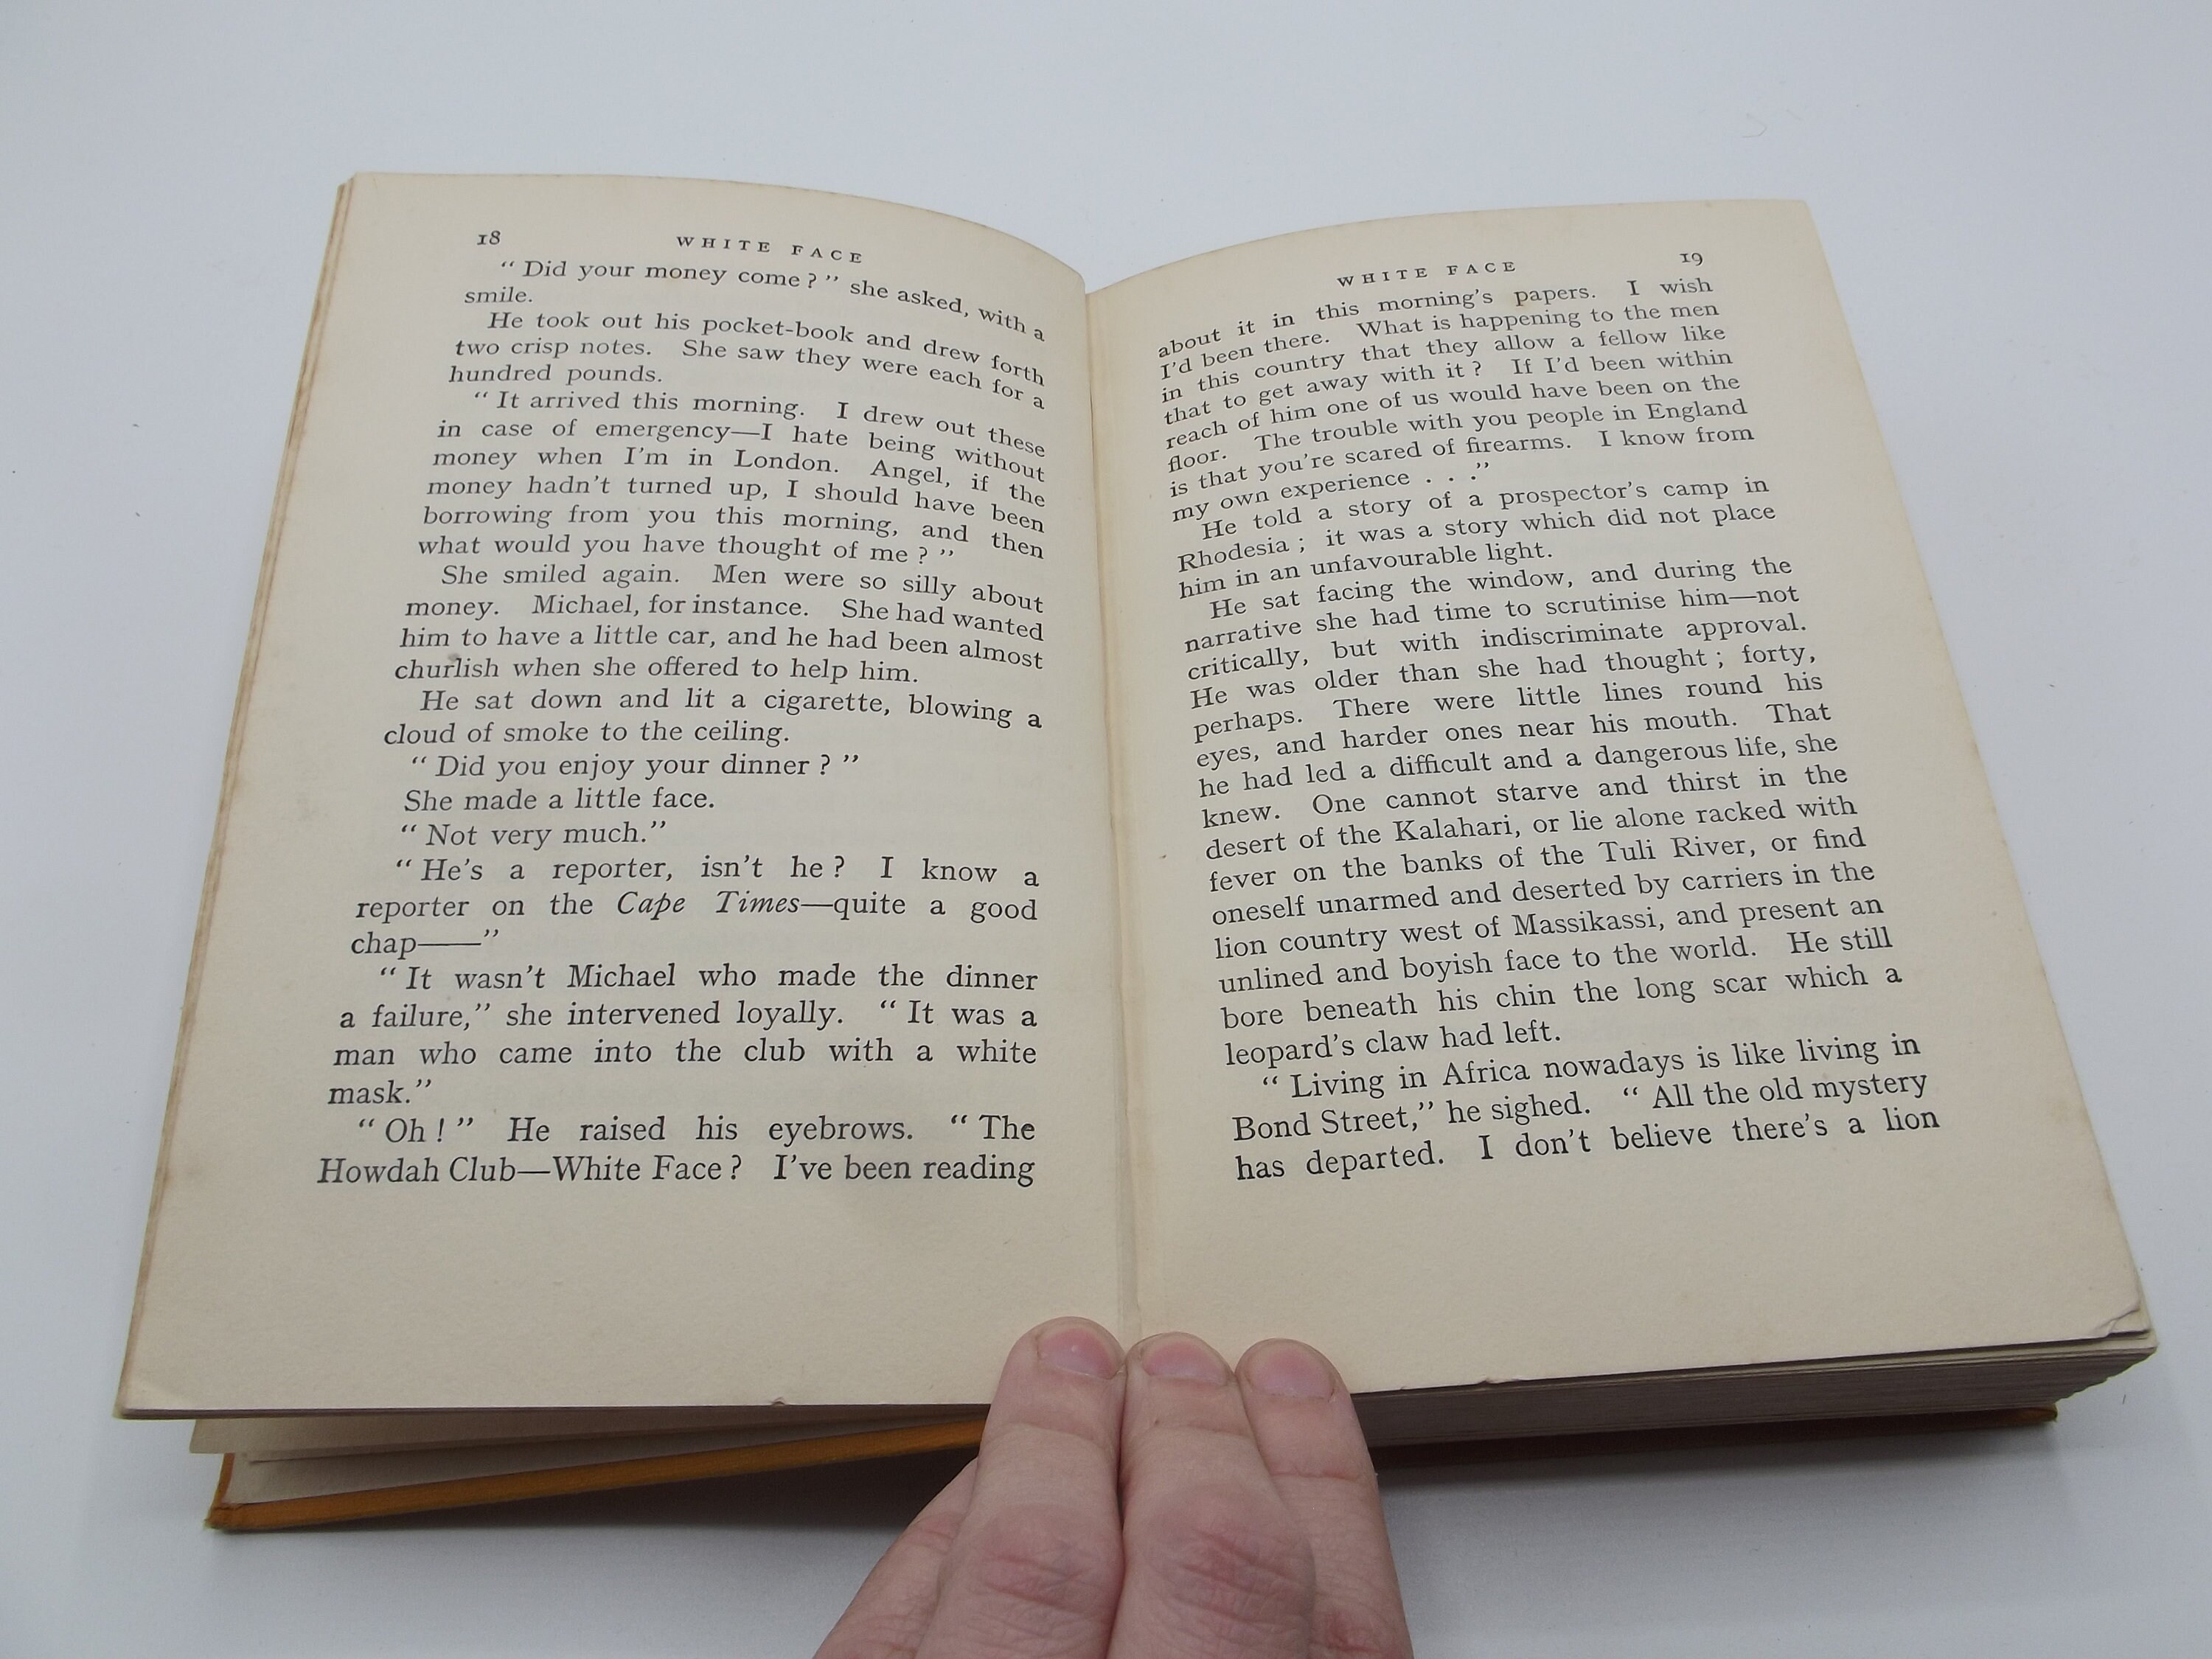 18
WHITE FACE
“ Did your money come ? ” she asked, with a
smile.
He took out his pocket-book and drew forth
two crisp notes. She saw they were each for a
hundred pounds.
“ It arrived this morning. I drew out these
in case of emergency—I hate being without
money when I'm in London. Angel, if the
money hadn't turned up, I should have been
borrowing from you this morning, and then
what would you have thought of me ? ”
She smiled again. Men were so silly about
money. Michael, for instance. She had wanted
him to have a little car, and he had been almost
churlish when she offered to help him.
He sat down and lit a cigarette, blowing a
cloud of smoke to the ceiling.
“ Did you enjoy your dinner ? ”
She made a little face.
“ Not very much.”
“ He's a reporter, isn't he ? I know a
reporter on the Cape Times—quite a good
chap——”
“ It wasn't Michael who made the dinner
a failure,” she intervened loyally. “ It was a
man who came into the club with a white
mask.”
“ Oh ! ” He raised his eyebrows. “ The
Howdah Club—White Face ? I've been reading
WHITE FACE
19
about it in this morning's papers. I wish
I'd been there. What is happening to the men
in this country that they allow a fellow like
that to get away with it ? If I'd been within
reach of him one of us would have been on the
floor. The trouble with you people in England
is that you're scared of firearms. I know from
my own experience . . .”
He told a story of a prospector's camp in
Rhodesia ; it was a story which did not place
him in an unfavourable light.
He sat facing the window, and during the
narrative she had time to scrutinise him—not
critically, but with indiscriminate approval.
He was older than she had thought ; forty,
perhaps. There were little lines round his
eyes, and harder ones near his mouth. That
he had led a difficult and a dangerous life, she
knew. One cannot starve and thirst in the
desert of the Kalahari, or lie alone racked with
fever on the banks of the Tuli River, or find
oneself unarmed and deserted by carriers in the
lion country west of Massikassi, and present an
unlined and boyish face to the world. He still
bore beneath his chin the long scar which a
leopard's claw had left.
“ Living in Africa nowadays is like living in
Bond Street,” he sighed. “ All the old mystery
has departed. I don't believe there's a lion